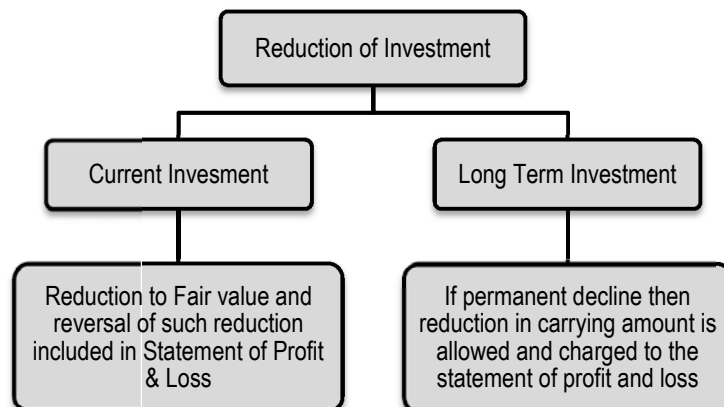 Reduction of Investment
Current Invesment
Long Term Investment
Reduction to Fair value and
reversal of such reduction
included in Statement of Profit
& Loss
If permanent decline then
reduction in carrying amount is
allowed and charged to the
statement of profit and loss